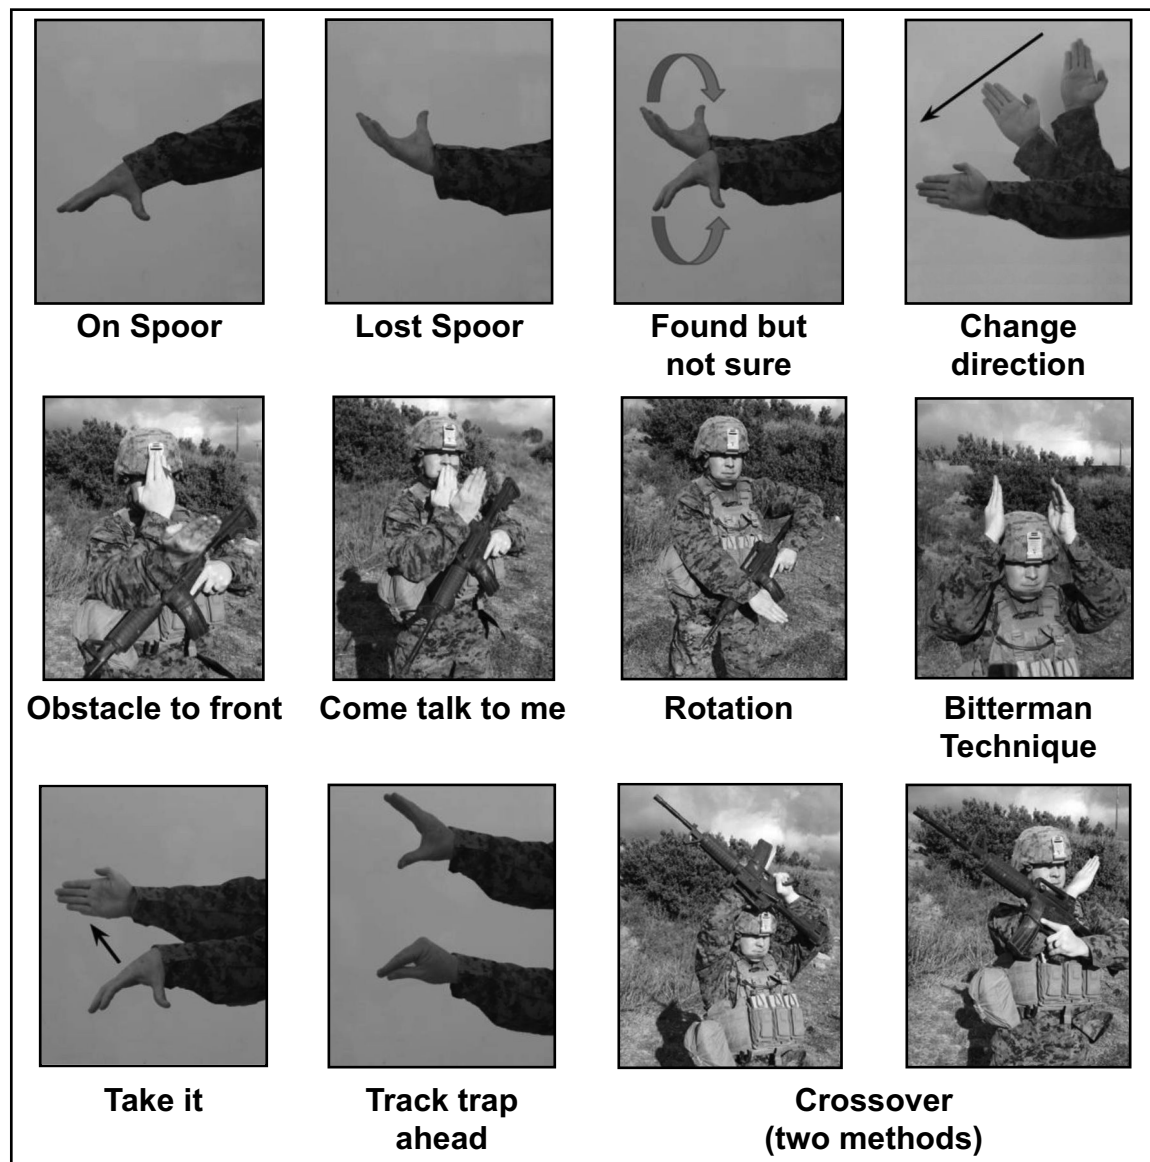 On Spoor
Lost Spoor
Found but
not sure
Change
direction
Obstacle to front
Come talk to me
Rotation
Bitterman
Technique
Take it
Track trap
ahead
Crossover
(two methods)